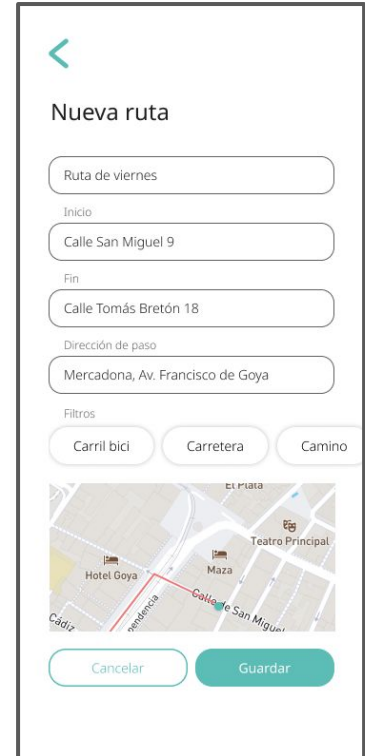 Nueva ruta
Ruta de viernes
Inicio
Calle San Miguel 9
Fin
Calle Tomás Bretón 18
Dirección de paso
Mercadona, Av. Francisco de Goya
Filtros
Carril bici Carretera Camino
El Plata
Teatro Principal
Hotel Goya
Maza
Calle de San Miguel
Cádiz
pendencia
Cancelar Guardar